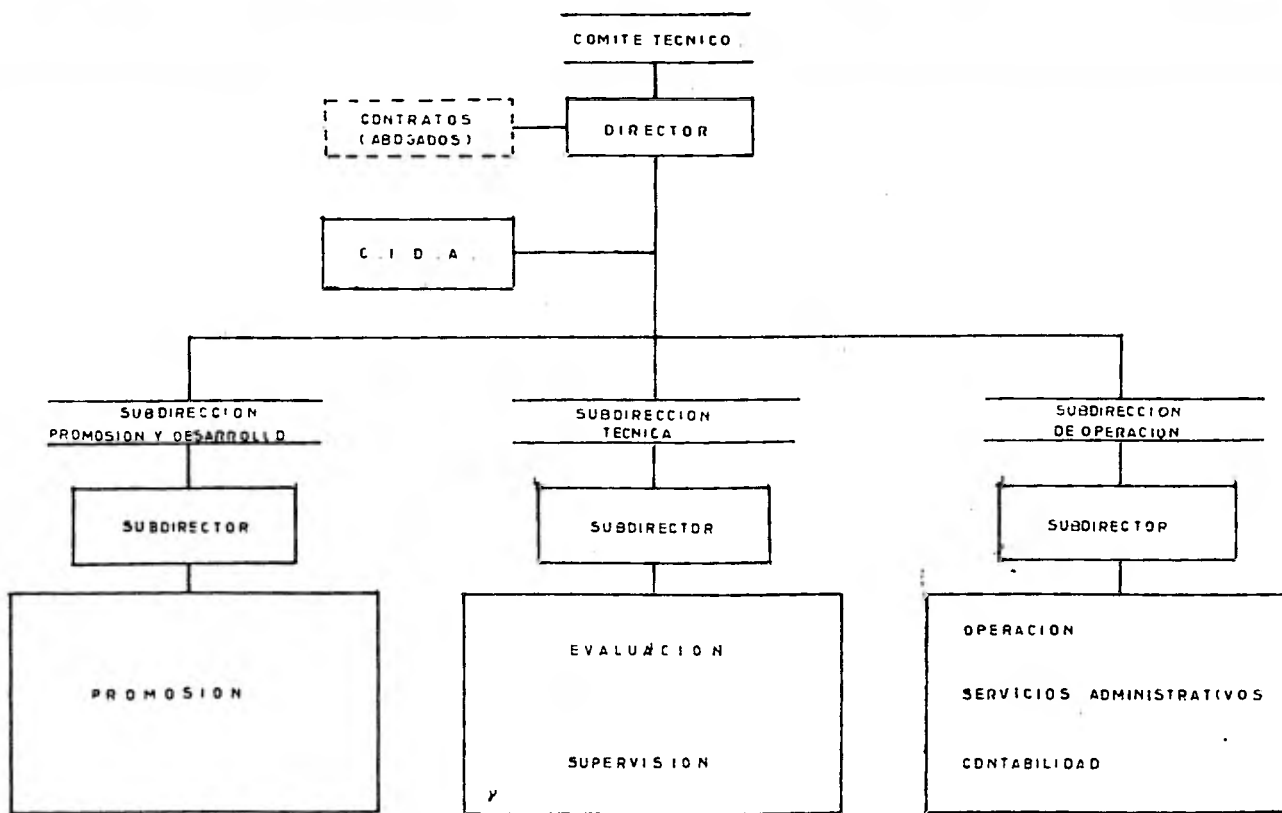 COMITE TECNICO
CONTRATOS
(ABOGADOS)
DIRECTOR
C.I.D.A.
SUBDIRECCION
PROMOSION Y DESARROLLO
SUBDIRECCION
TECNICA
SUBDIRECCION
DE OPERACION
SUBDIRECTOR
SUBDIRECTOR
SUBDIRECTOR
PROMOSION
EVALUACION
SUPERVISION
OPERACION
SERVICIOS ADMINISTRATIVOS
CONTABILIDAD